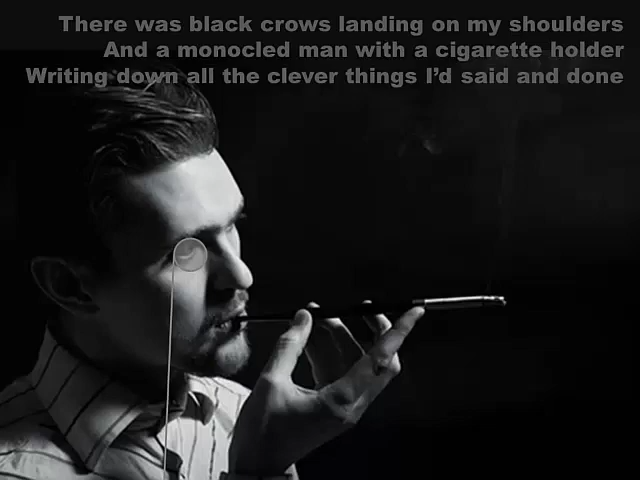 There was black crows landing on my shoulders
And a monocled man with a cigarette holder
Writing down all the clever things I’d said and done